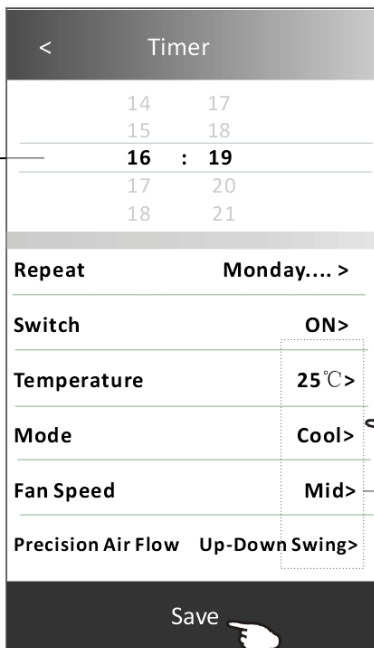 < Timer
14 17
15 18
16 : 19
17 20
18 21
Repeat Monday.... >
Switch ON>
Temperature 25℃>
Mode Cool>
Fan Speed Mid>
Precision Air Flow Up-Down Swing>
Save